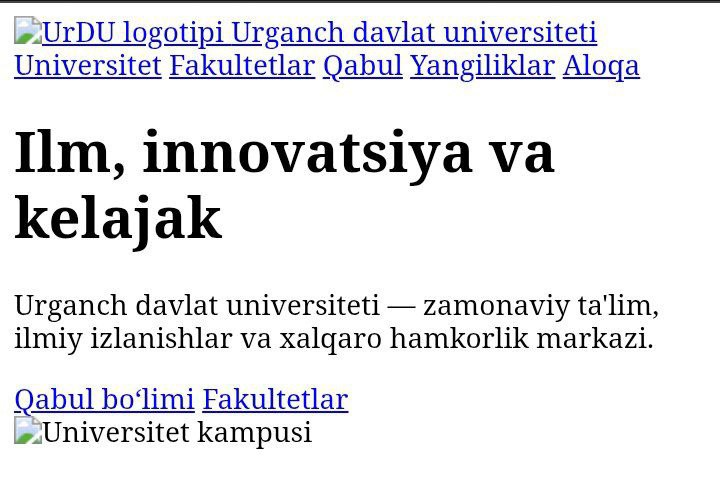 UrDU logotipi Urganch davlat universiteti
Universitet Fakultetlar Qabul Yangiliklar Aloqa
Ilm, innovatsiya va
kelajak
Urganch davlat universiteti — zamonaviy ta'lim,
ilmiy izlanishlar va xalqaro hamkorlik markazi.
Qabul bo‘limi Fakultetlar
Universitet kampusi